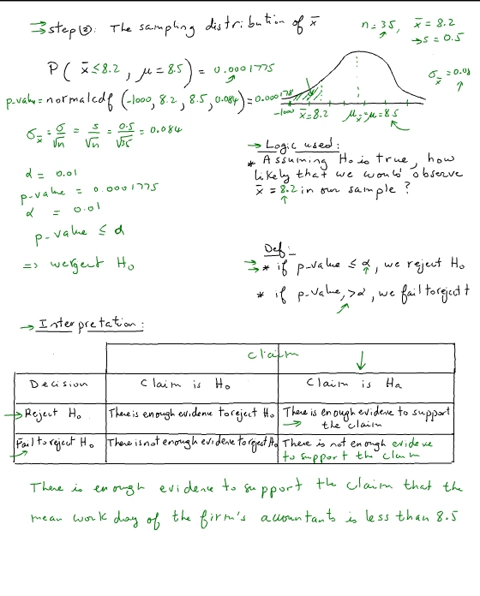 → step(3): The sampling distribution of x̄
n = 35, x̄ = 8.2
→ s = 0.5
P( x̄ ≤ 8.2 , μ = 8.5 ) = 0.0001775
p-value = normalcdf (-1000, 8.2, 8.5, 0.084) = 0.000178
σx̄ = 0.08
-1000 x̄ = 8.2 μx̄ = μ = 8.5
σx̄ = σ/√n = s/√n = 0.5/√35 = 0.084
α = 0.01
p-value = 0.0001775
α = 0.01
p-value ≤ α
=> we reject H₀
→ Logic used:
* Assuming H₀ is true, how
likely that we would observe
x̄ = 8.2 in our sample?
Def:
→ * if p-value ≤ α, we reject H₀
* if p-value > α, we fail to reject H
→ Interpretation:
claim
Decision Claim is H₀ Claim is Ha
→ Reject H₀ There is enough evidence to reject H₀ There is enough evidence to support
→ the claim
Fail to reject H₀ There is not enough evidence to reject H₀ There is not enough evidence
to support the claim
There is enough evidence to support the claim that the
mean work day of the firm's accountants is less than 8.5